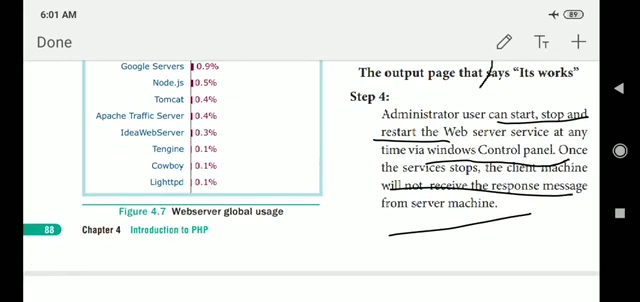 6:01 AM
89
Done
Google Servers 0.9%
Node.js 0.5%
Tomcat 0.4%
Apache Traffic Server 0.4%
IdeaWebServer 0.3%
Tengine 0.1%
Cowboy 0.1%
Lighttpd 0.1%
Figure 4.7 Webserver global usage
88 Chapter 4 Introduction to PHP
The output page that says “Its works”
Step 4:
Administrator user can start, stop and
restart the Web server service at any
time via windows Control panel. Once
the services stops, the client machine
will not receive the response message
from server machine.